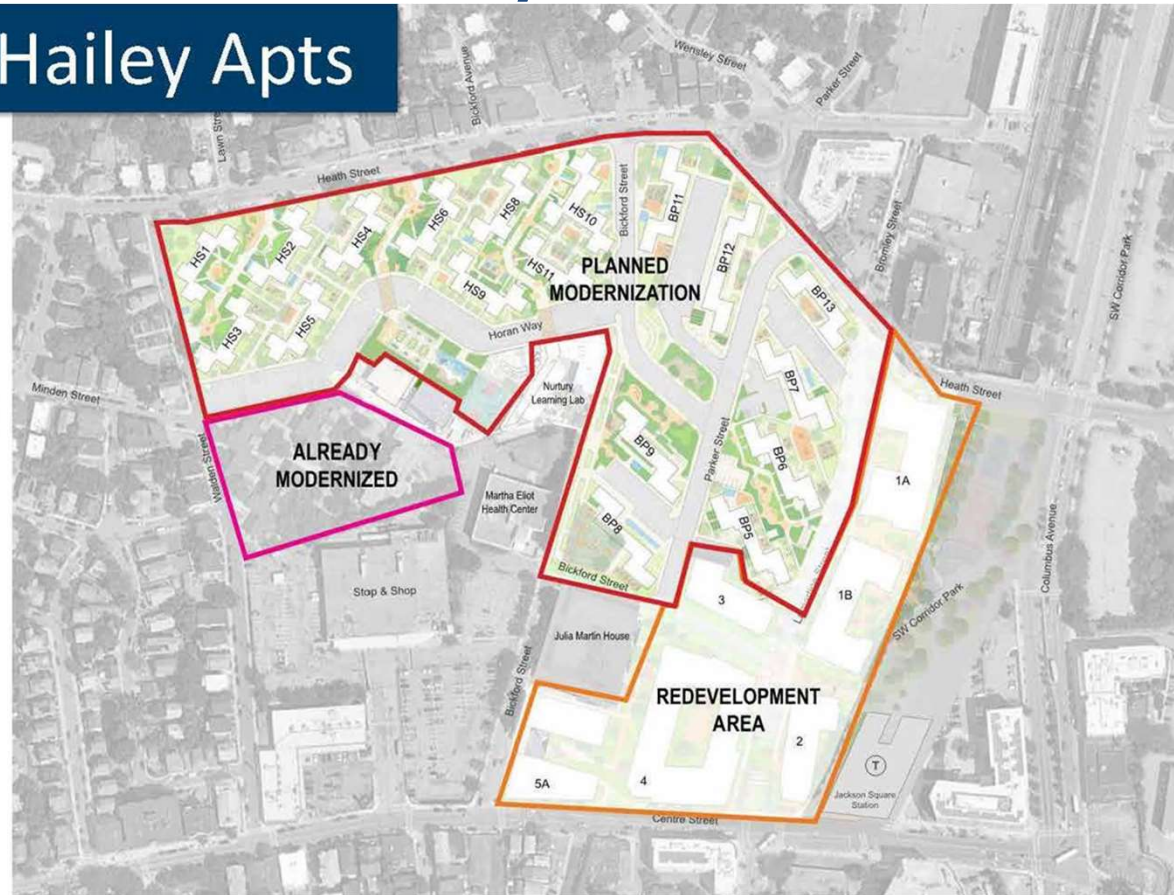 Hailey Apts
Wensley Street
Bickford Avenue
Parker Street
Heath Street
Bickford Street
Bromley Street
SW Corridor Park
HS1
HS2
HS4
HS6
HS8
HS10
BP11
BP12
HS3
HS5
HS9
HS11
PLANNED
MODERNIZATION
BP13
Horan Way
Minden Street
Walden Street
ALREADY
MODERNIZED
Nurtury
Learning Lab
Heath Street
BP7
BP9
Parker Street
BP6
1A
Martha Eliot
Health Center
BP8
BP5
Columbus Avenue
Stop & Shop
Bickford Street
3
1B
SW Corridor Park
Julia Martin House
Bickford Street
REDEVELOPMENT
AREA
2
T
5A
4
Jackson Square
Station
Centre Street